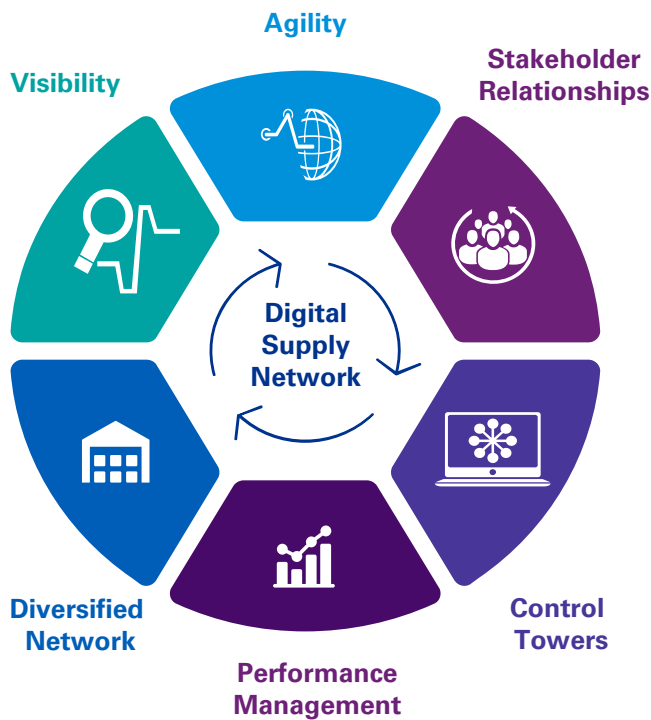 Agility
Stakeholder
Relationships
Visibility
Digital
Supply
Network
Diversified
Network
Control
Towers
Performance
Management